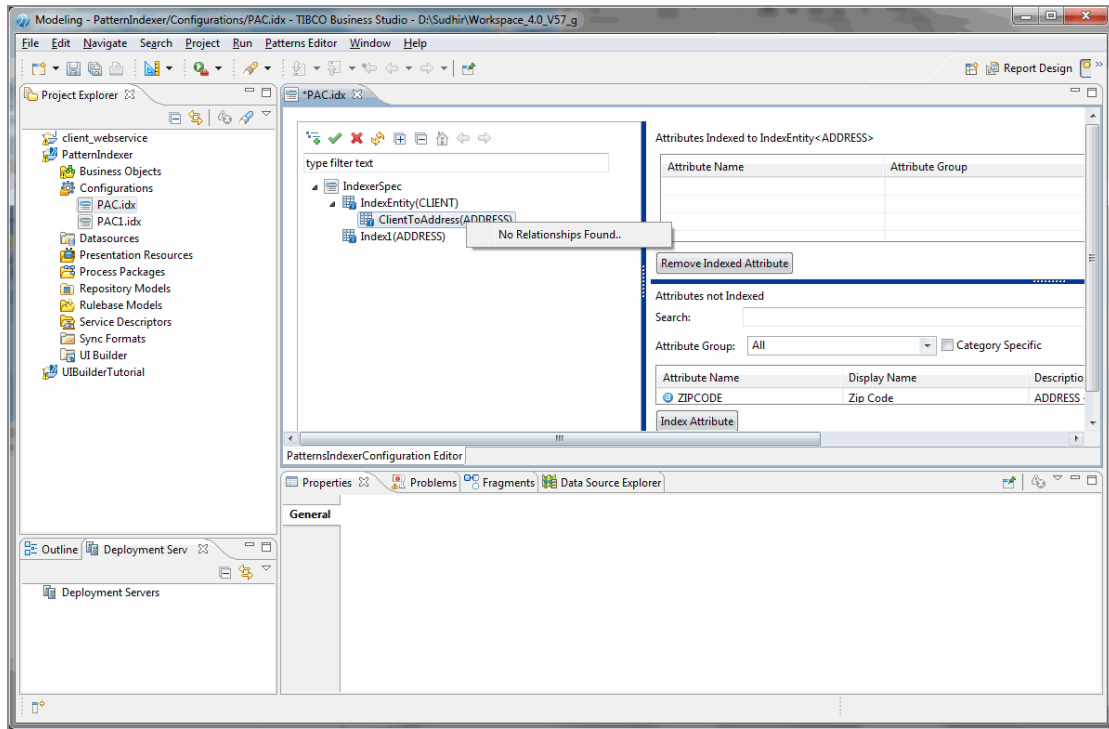 Modeling - PatternIndexer/Configurations/PAC.idx - TIBCO Business Studio - D:\Sudhir\Workspace_4.0_V57_g
File Edit Navigate Search Project Run Patterns Editor Window Help
Report Design
Project Explorer
client_webservice
PatternIndexer
Business Objects
Configurations
PAC.idx
PAC1.idx
Datasources
Presentation Resources
Process Packages
Repository Models
Rulebase Models
Service Descriptors
Sync Formats
UI Builder
UIBuilderTutorial
*PAC.idx
type filter text
IndexerSpec
IndexEntity(CLIENT)
ClientToAddress(ADDRESS)
Index1(ADDRESS)
No Relationships Found..
Attributes Indexed to IndexEntity<ADDRESS>
Attribute Name Attribute Group
Remove Indexed Attribute
Attributes not Indexed
Search:
Attribute Group: All Category Specific
Attribute Name Display Name Descriptio
ZIPCODE Zip Code ADDRESS -
Index Attribute
PatternsIndexerConfiguration Editor
Properties Problems Fragments Data Source Explorer
General
Outline Deployment Serv
Deployment Servers